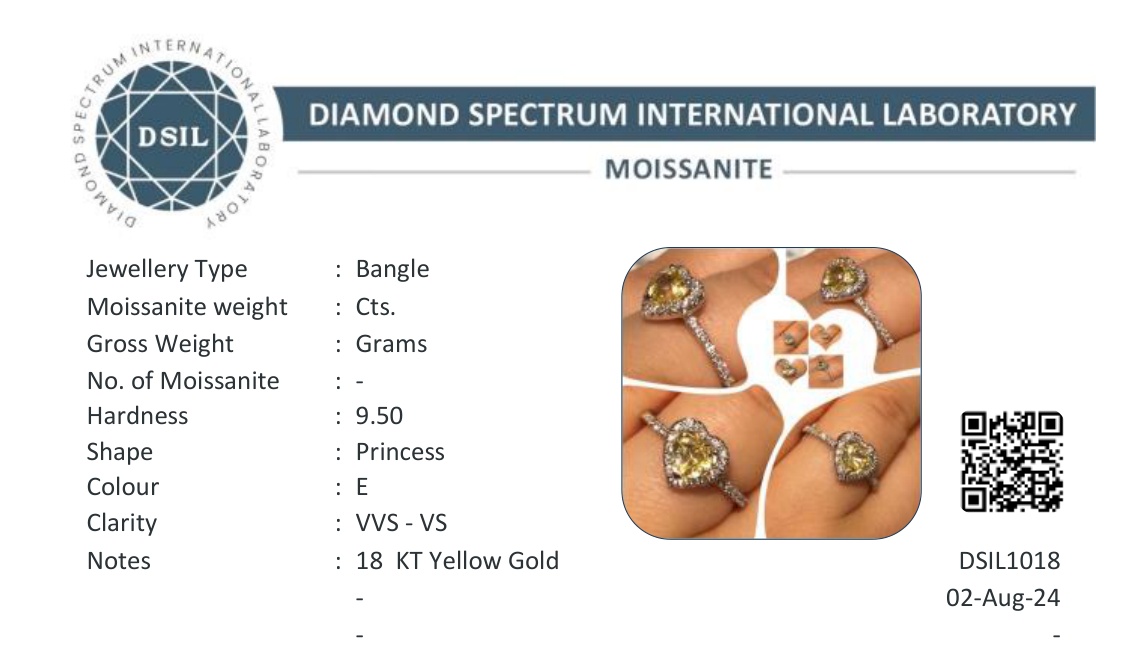 DIAMOND SPECTRUM INTERNATIONAL LABORATORY
DSIL
DIAMOND SPECTRUM INTERNATIONAL LABORATORY
MOISSANITE
Jewellery Type : Bangle
Moissanite weight : Cts.
Gross Weight : Grams
No. of Moissanite : -
Hardness : 9.50
Shape : Princess
Colour : E
Clarity : VVS - VS
Notes : 18 KT Yellow Gold
DSIL1018
-
02-Aug-24
-
-